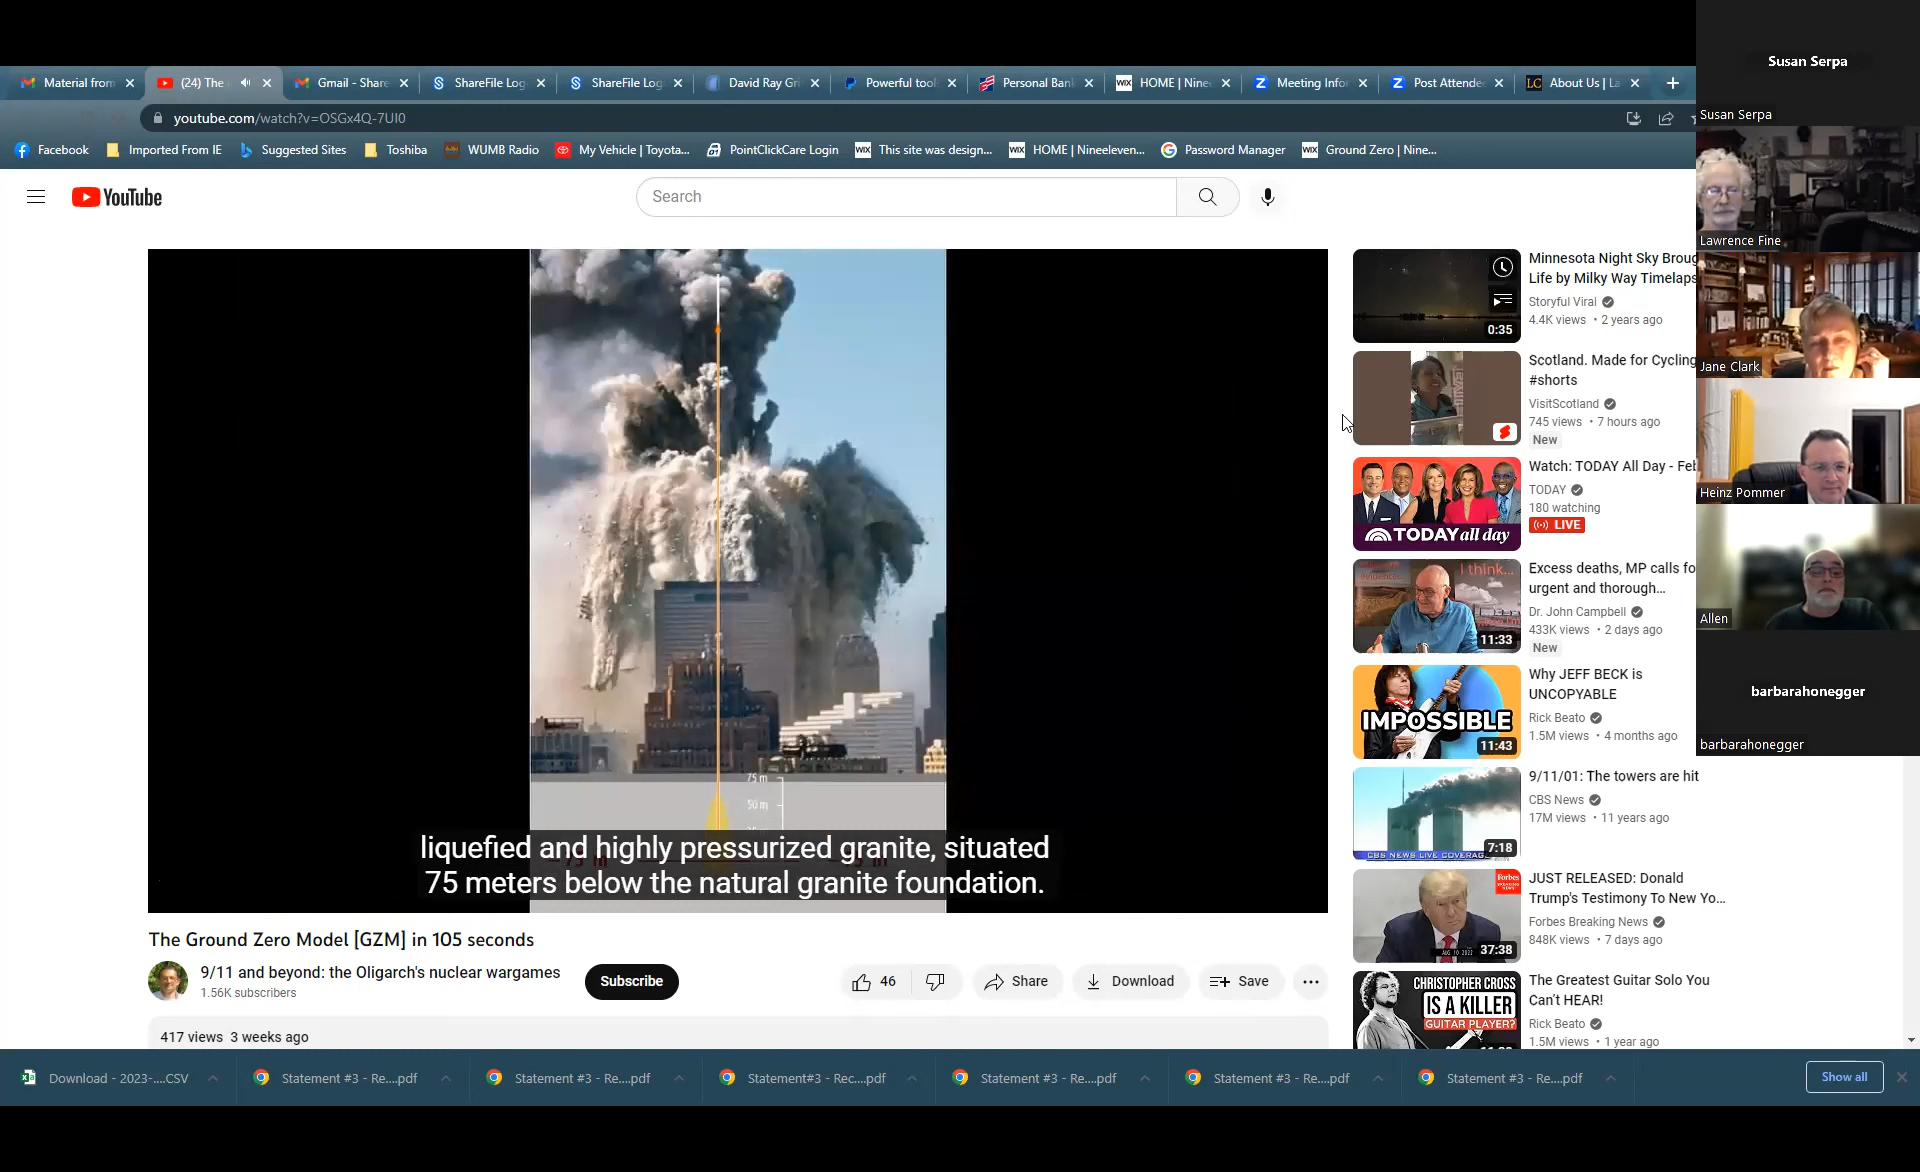 Material from
(24) The
Gmail - Share
ShareFile Log
ShareFile Log
David Ray Gri
Powerful tool
Personal Bank
HOME | Nine
Meeting Infor
Post Attende
About Us | La
youtube.com/watch?v=OSGx4Q-7UI0
Facebook
Imported From IE
Suggested Sites
Toshiba
WUMB Radio
My Vehicle | Toyota...
PointClickCare Login
This site was design...
HOME | Nineeleven...
Password Manager
Ground Zero | Nine...
YouTube
Search
75 m
50 m
liquefied and highly pressurized granite, situated
75 meters below the natural granite foundation.
The Ground Zero Model [GZM] in 105 seconds
9/11 and beyond: the Oligarch's nuclear wargames
1.56K subscribers
Subscribe
46
Share
Download
Save
417 views 3 weeks ago
Minnesota Night Sky Broug
Life by Milky Way Timelaps
Storyful Viral
4.4K views • 2 years ago
0:35
Scotland. Made for Cycling
#shorts
VisitScotland
745 views • 7 hours ago
New
Watch: TODAY All Day - Feb
TODAY
180 watching
LIVE
TODAY all day
Excess deaths, MP calls fo
urgent and thorough...
Dr. John Campbell
433K views • 2 days ago
New
I think...
11:33
Why JEFF BECK is
UNCOPYABLE
Rick Beato
1.5M views • 4 months ago
IMPOSSIBLE
11:43
9/11/01: The towers are hit
CBS News
17M views • 11 years ago
CBS NEWS LIVE COVERAGE
7:18
JUST RELEASED: Donald
Trump's Testimony To New Yo...
Forbes Breaking News
848K views • 7 days ago
Forbes
AUG 10 2022
37:38
The Greatest Guitar Solo You
Can't HEAR!
Rick Beato
1.5M views • 1 year ago
CHRISTOPHER CROSS
IS A KILLER
GUITAR PLAYER?
Susan Serpa
Susan Serpa
Lawrence Fine
Jane Clark
Heinz Pommer
Allen
barbarahonegger
barbarahonegger
Download - 2023-....CSV
Statement #3 - Re....pdf
Statement #3 - Re....pdf
Statement#3 - Rec....pdf
Statement #3 - Re....pdf
Statement #3 - Re....pdf
Statement #3 - Re....pdf
Show all